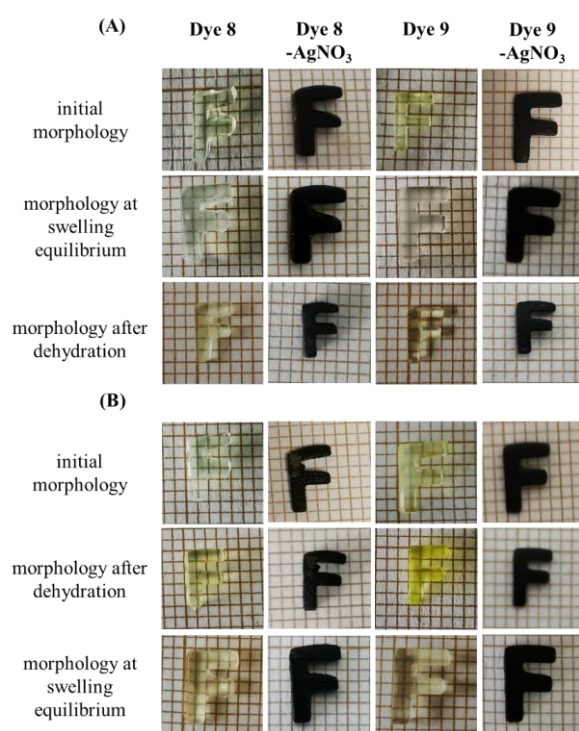 (A)
Dye 8
Dye 8
-AgNO₃
Dye 9
Dye 9
-AgNO₃
initial
morphology
F
F
F
F
morphology at
swelling
equilibrium
F
F
F
F
morphology after
dehydration
F
F
F
F
(B)
initial
morphology
F
F
F
F
morphology after
dehydration
F
F
F
F
morphology at
swelling
equilibrium
F
F
F
F